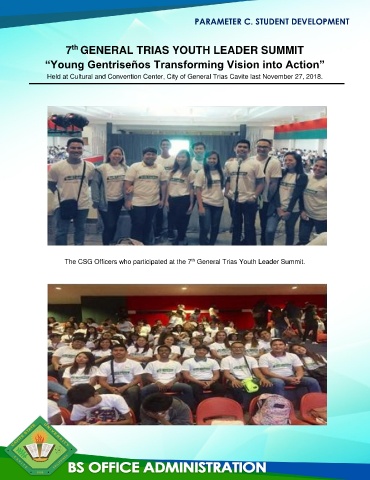 PARAMETER C. STUDENT DEVELOPMENT
7th GENERAL TRIAS YOUTH LEADER SUMMIT
“Young Gentriseños Transforming Vision into Action”
Held at Cultural and Convention Center, City of General Trias Cavite last November 27, 2018.
The CSG Officers who participated at the 7th General Trias Youth Leader Summit.
BS OFFICE ADMINISTRATION